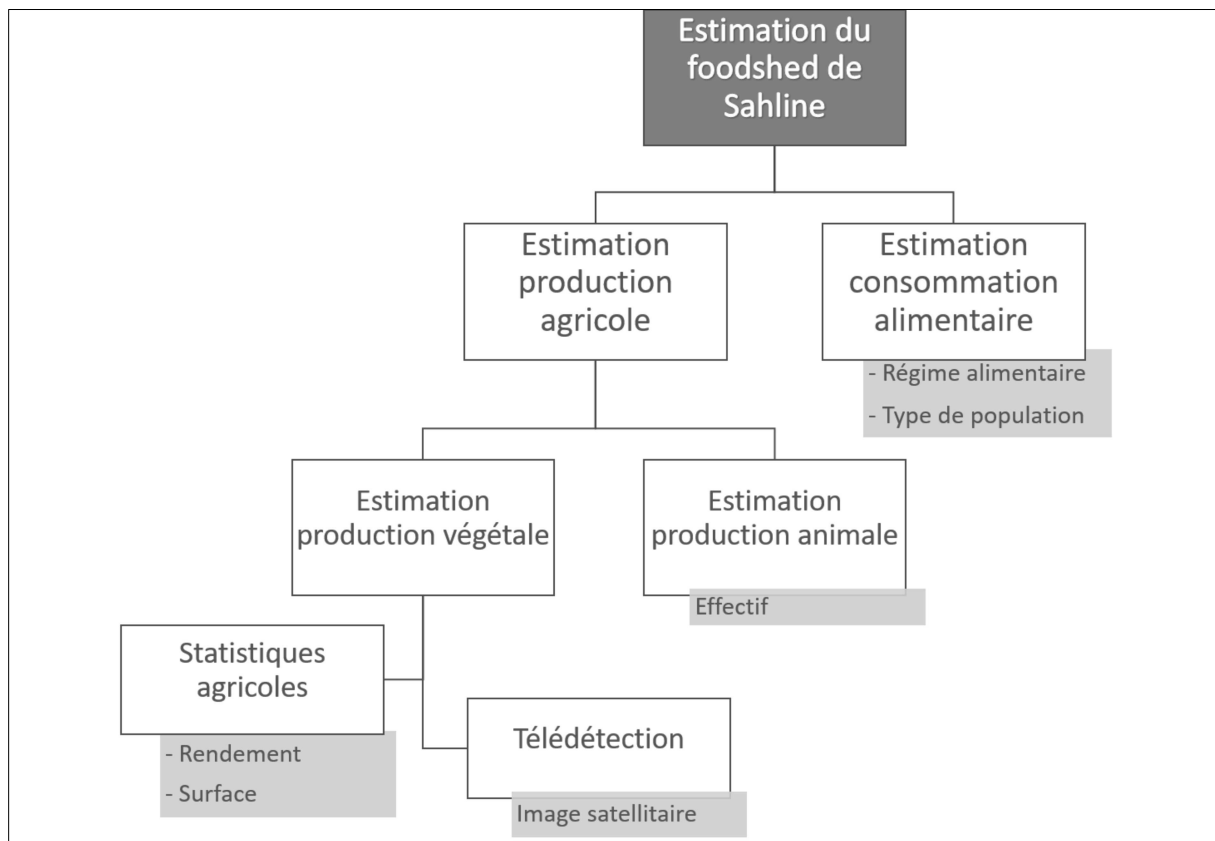 Estimation du
foodshed de
Sahline
Estimation
production
agricole
Estimation
consommation
alimentaire
- Régime alimentaire
- Type de population
Estimation
production végétale
Estimation
production animale
Effectif
Statistiques
agricoles
- Rendement
- Surface
Télédétection
Image satellitaire